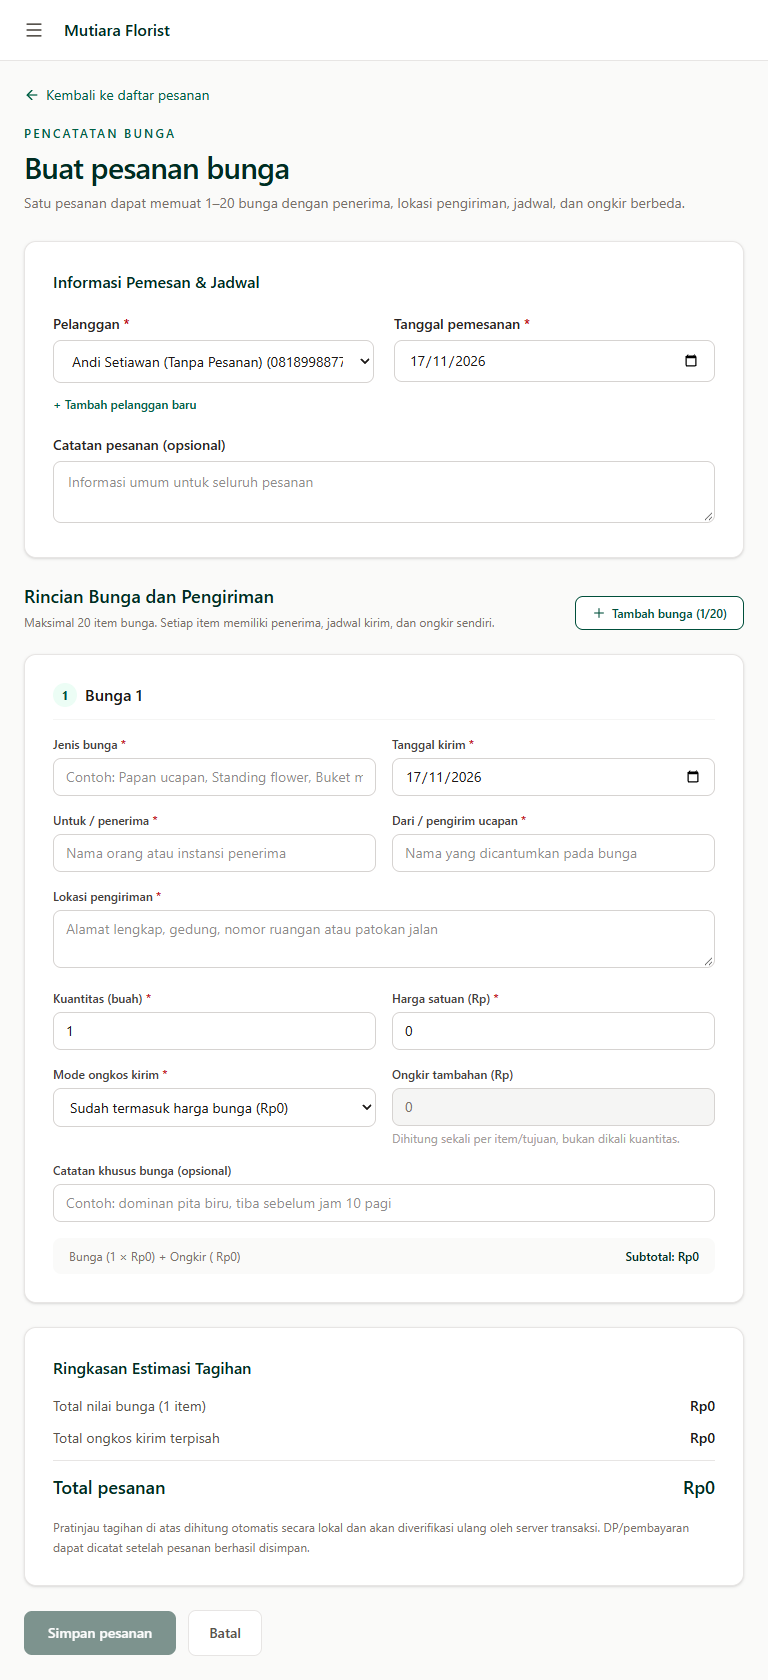 Mutiara Florist
Kembali ke daftar pesanan
PENCATATAN BUNGA
Buat pesanan bunga
Satu pesanan dapat memuat 1–20 bunga dengan penerima, lokasi pengiriman, jadwal, dan ongkir berbeda.
Informasi Pemesan & Jadwal
Pelanggan *
Tanggal pemesanan *
Andi Setiawan (Tanpa Pesanan) (0818998877
17/11/2026
+ Tambah pelanggan baru
Catatan pesanan (opsional)
Informasi umum untuk seluruh pesanan
Rincian Bunga dan Pengiriman
Maksimal 20 item bunga. Setiap item memiliki penerima, jadwal kirim, dan ongkir sendiri.
+ Tambah bunga (1/20)
1 Bunga 1
Jenis bunga *
Tanggal kirim *
Contoh: Papan ucapan, Standing flower, Buket m
17/11/2026
Untuk / penerima *
Dari / pengirim ucapan *
Nama orang atau instansi penerima
Nama yang dicantumkan pada bunga
Lokasi pengiriman *
Alamat lengkap, gedung, nomor ruangan atau patokan jalan
Kuantitas (buah) *
Harga satuan (Rp) *
1
0
Mode ongkos kirim *
Ongkir tambahan (Rp)
Sudah termasuk harga bunga (Rp0)
0
Dihitung sekali per item/tujuan, bukan dikali kuantitas.
Catatan khusus bunga (opsional)
Contoh: dominan pita biru, tiba sebelum jam 10 pagi
Bunga (1 × Rp0) + Ongkir ( Rp0)
Subtotal: Rp0
Ringkasan Estimasi Tagihan
Total nilai bunga (1 item)
Rp0
Total ongkos kirim terpisah
Rp0
Total pesanan
Rp0
Pratinjau tagihan di atas dihitung otomatis secara lokal dan akan diverifikasi ulang oleh server transaksi. DP/pembayaran
dapat dicatat setelah pesanan berhasil disimpan.
Simpan pesanan
Batal